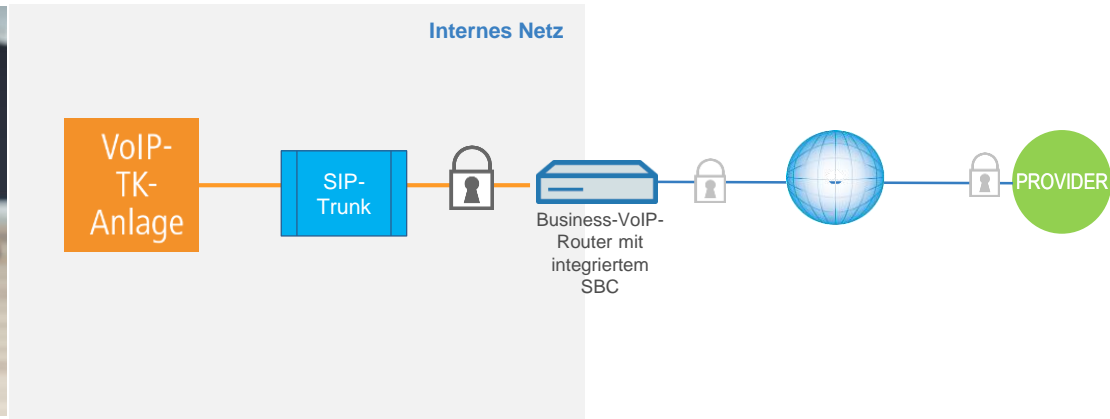 Internes Netz
VoIP-
TK-
Anlage
SIP-
Trunk
Business-VoIP-
Router mit
integriertem
SBC
PROVIDER